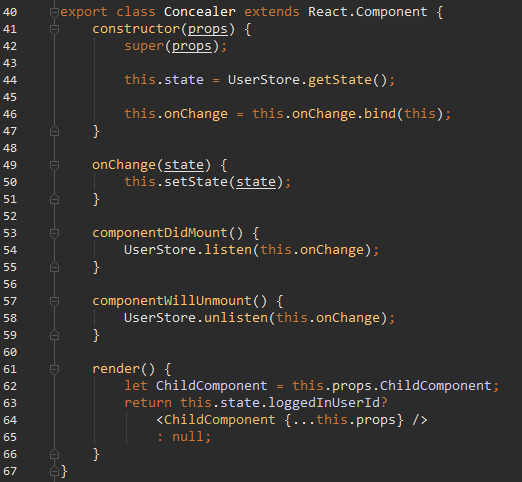 40 export class Concealer extends React.Component {
41     constructor(props) {
42         super(props);
43
44         this.state = UserStore.getState();
45
46         this.onChange = this.onChange.bind(this);
47     }
48
49     onChange(state) {
50         this.setState(state);
51     }
52
53     componentDidMount() {
54         UserStore.listen(this.onChange);
55     }
56
57     componentWillUnmount() {
58         UserStore.unlisten(this.onChange);
59     }
60
61     render() {
62         let ChildComponent = this.props.ChildComponent;
63         return this.state.loggedInUserId?
64             <ChildComponent {...this.props} />
65             : null;
66     }
67 }